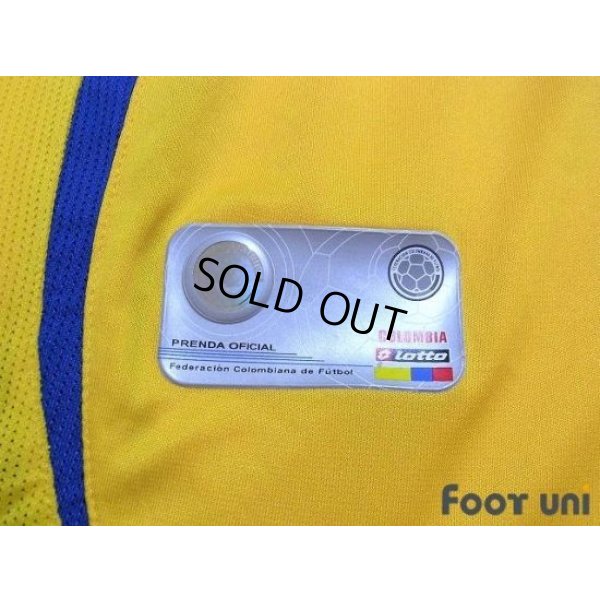 SOLD OUT
COLOMBIA
PRENDA OFICIAL
lotto
Federación Colombiana de Fútbol
FOOT UNI